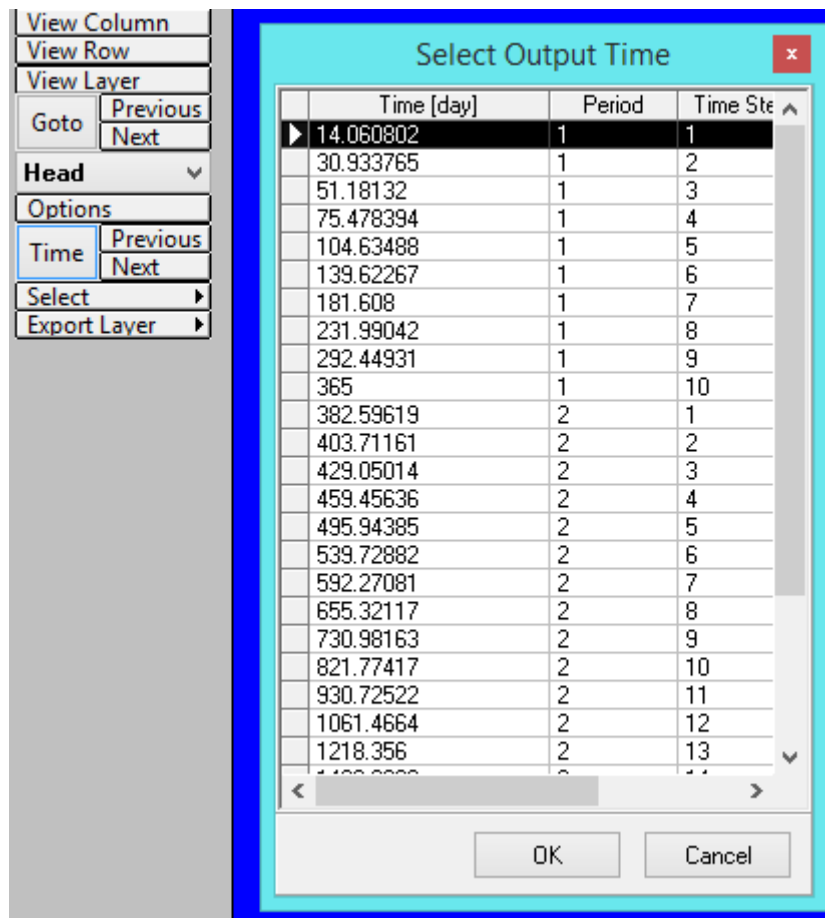 View Column
View Row
View Layer
Goto
Previous
Next
Head
Options
Time
Previous
Next
Select
Export Layer
Select Output Time
x
Time [day] Period Time Ste
14.060802 1 1
30.933765 1 2
51.18132 1 3
75.478394 1 4
104.63488 1 5
139.62267 1 6
181.608 1 7
231.99042 1 8
292.44931 1 9
365 1 10
382.59619 2 1
403.71161 2 2
429.05014 2 3
459.45636 2 4
495.94385 2 5
539.72882 2 6
592.27081 2 7
655.32117 2 8
730.98163 2 9
821.77417 2 10
930.72522 2 11
1061.4664 2 12
1218.356 2 13
OK Cancel